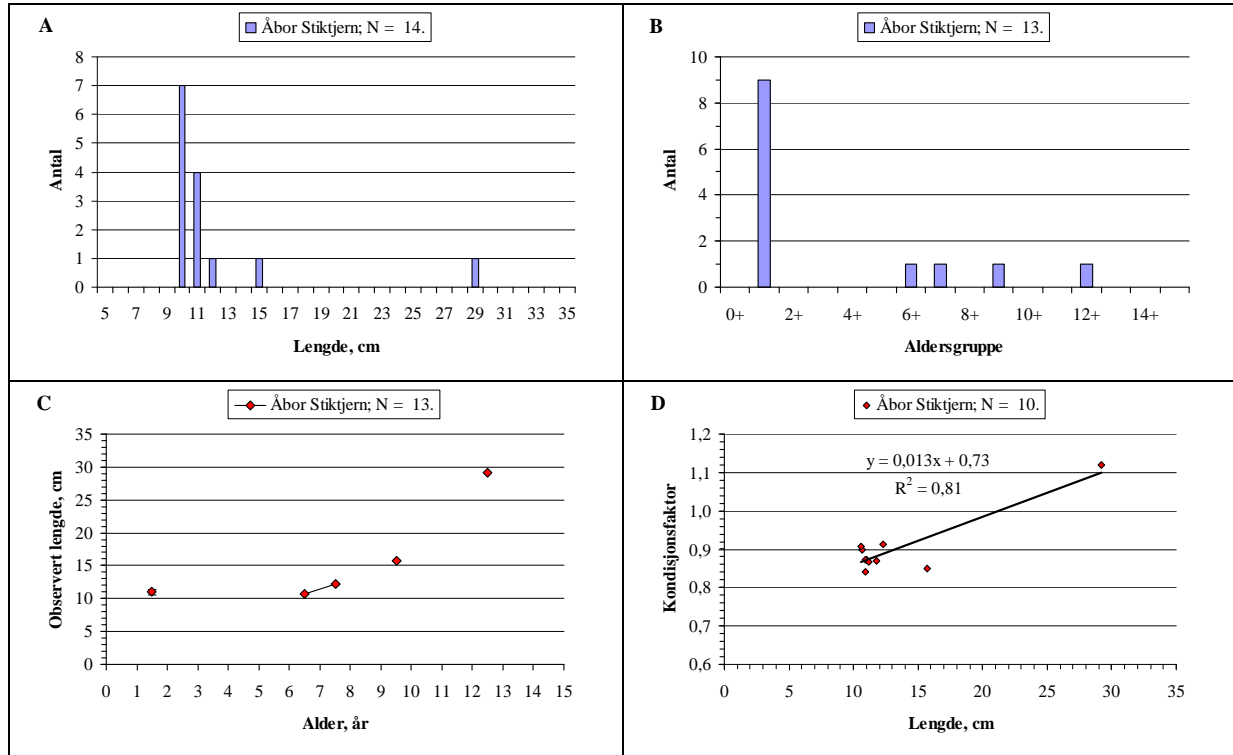 A
Åbor Stiktjern; N = 14.
8
7
6
5
4
3
2
1
0
Antal
5 7 9 11 13 15 17 19 21 23 25 27 29 31 33 35
Lengde, cm
B
Åbor Stiktjern; N = 13.
10
8
6
4
2
0
Antal
0+ 2+ 4+ 6+ 8+ 10+ 12+ 14+
Aldersgruppe
C
Åbor Stiktjern; N = 13.
35
30
25
20
15
10
5
0
Observert lengde, cm
0 1 2 3 4 5 6 7 8 9 10 11 12 13 14 15
Alder, år
D
Åbor Stiktjern; N = 10.
1,2
1,1
1,0
0,9
0,8
0,7
0,6
Kondisjonsfaktor
y = 0,013x + 0,73
R² = 0,81
0 5 10 15 20 25 30 35
Lengde, cm